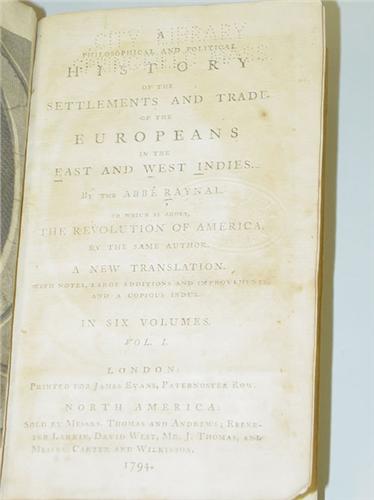 CITY LIBRARY
A
PHILOSOPHICAL AND POLITICAL
SPRINGFIELD MASS
HISTORY
OF THE
SETTLEMENTS AND TRADE
OF THE
EUROPEANS
IN THE
EAST AND WEST INDIES.
BY THE ABBÉ RAYNAL.
TO WHICH IS ADDED,
THE REVOLUTION OF AMERICA.
BY THE SAME AUTHOR.
A NEW TRANSLATION.
WITH NOTES, LARGE ADDITIONS AND IMPROVEMENTS,
AND A COPIOUS INDEX.
IN SIX VOLUMES.
VOL. I.
LONDON:
PRINTED FOR JAMES EVANS, PATERNOSTER ROW.
NORTH AMERICA:
SOLD BY MESSRS. THOMAS AND ANDREWS; EBENE-
ZER LARKIN, DAVID WEST, MR. J. THOMAS, AND
MESSRS. CARTER AND WILKINSON.
1794.